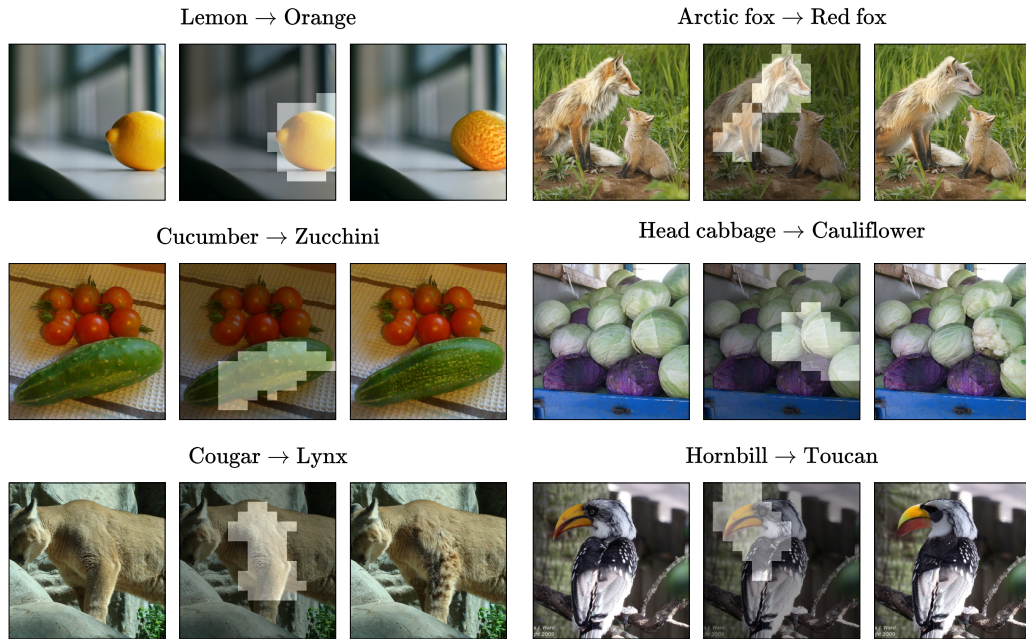 Lemon → Orange
Arctic fox → Red fox
Cucumber → Zucchini
Head cabbage → Cauliflower
Cougar → Lynx
Hornbill → Toucan